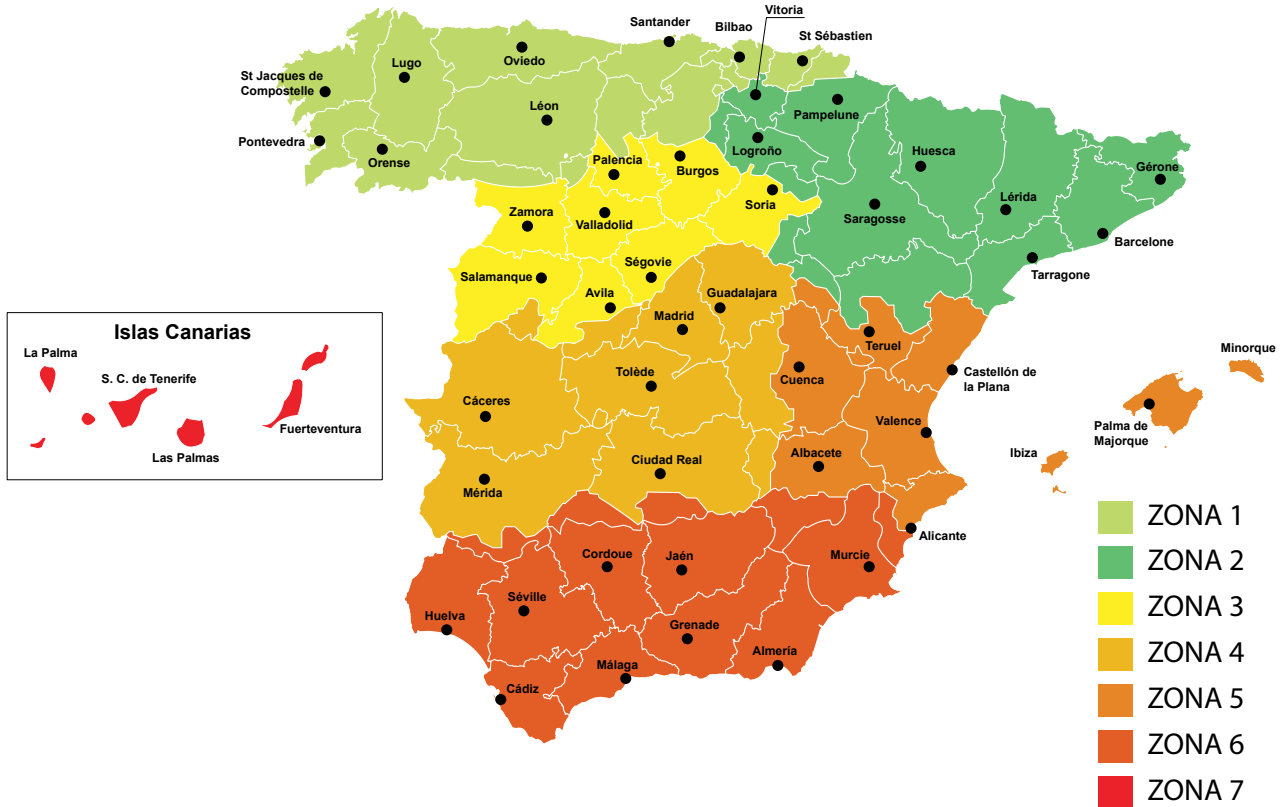 Santander
Bilbao
Vitoria
St Sébastien
Oviedo
Lugo
St Jacques de
Compostelle
Léon
Pampelune
Pontevedra
Orense
Logroño
Palencia
Burgos
Huesca
Gérone
Zamora
Valladolid
Soria
Saragosse
Lérida
Barcelone
Salamanque
Ségovie
Tarragone
Avila
Guadalajara
Madrid
Teruel
Castellón de
la Plana
Minorque
Tolède
Cuenca
Cáceres
Valence
Palma de
Majorque
Ibiza
Mérida
Ciudad Real
Albacete
Alicante
Cordoue
Jaén
Murcie
Huelva
Séville
Grenade
Almería
Málaga
Cádiz
Islas Canarias
La Palma
S. C. de Tenerife
Fuerteventura
Las Palmas
ZONA 1
ZONA 2
ZONA 3
ZONA 4
ZONA 5
ZONA 6
ZONA 7